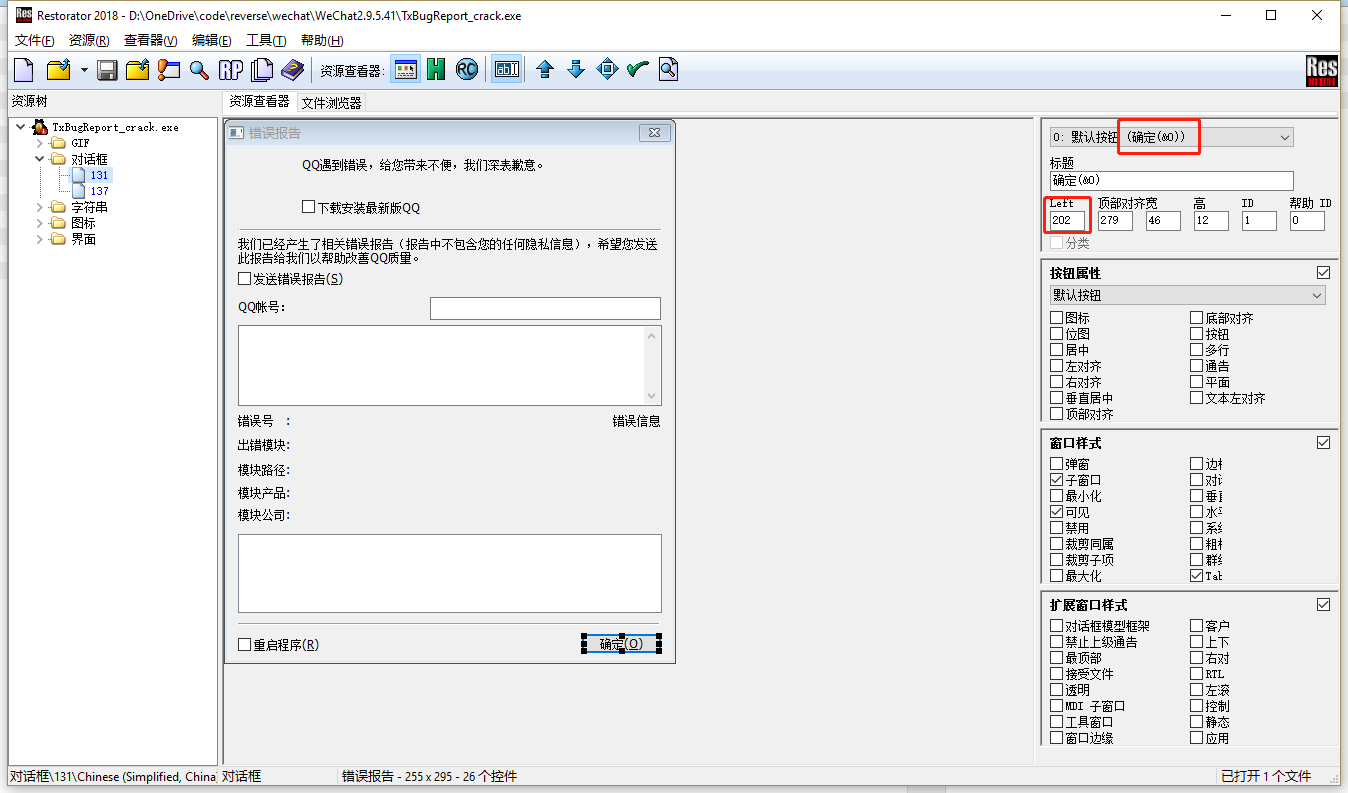 Restorator 2018 - D:\OneDrive\code\reverse\wechat\WeChat2.9.5.41\TxBugReport_crack.exe
文件(F) 资源(R) 查看器(V) 编辑(E) 工具(T) 帮助(H)
RP 资源查看器: H RC abI Res
资源树 资源查看器 文件浏览器
TxBugReport_crack.exe
GIF
对话框
131
137
字符串
图标
界面
错误报告
QQ遇到错误，给您带来不便，我们深表歉意。
下载安装最新版QQ
我们已经产生了相关错误报告（报告中不包含您的任何隐私信息），希望您发送
此报告给我们以帮助改善QQ质量。
发送错误报告(S)
QQ帐号：
错误号 ： 错误信息
出错模块：
模块路径：
模块产品：
模块公司：
重启程序(R) 确定(O)
0: 默认按钮 (确定(&O))
标题
确定(&O)
Left 顶部对齐宽 高 ID 帮助 ID
202 279 46 12 1 0
分类
按钮属性
默认按钮
图标 底部对齐
位图 按钮
居中 多行
左对齐 通告
右对齐 平面
垂直居中 文本左对齐
顶部对齐
窗口样式
弹窗 边
子窗口 对
最小化 垂
可见 水
禁用 系
裁剪同属 粗
裁剪子项 群
最大化 Tab
扩展窗口样式
对话框模型框架 客户
禁止上级通告 上下
最顶部 右对
接受文件 RTL
透明 左滚
MDI 子窗口 控制
工具窗口 静态
窗口边缘 应用
对话框\131\Chinese (Simplified, China 对话框 错误报告 - 255 x 295 - 26 个控件 已打开 1 个文件